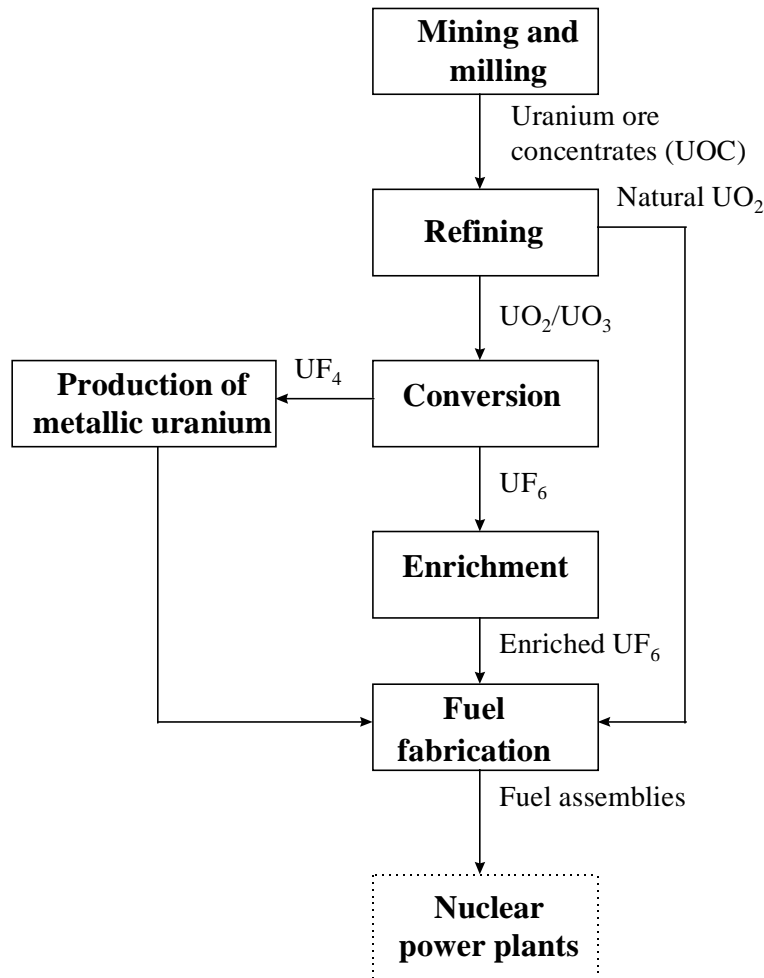 Mining and
milling
Uranium ore
concentrates (UOC)
Natural UO₂
Refining
UO₂/UO₃
UF₄
Production of
metallic uranium
Conversion
UF₆
Enrichment
Enriched UF₆
Fuel
fabrication
Fuel assemblies
Nuclear
power plants